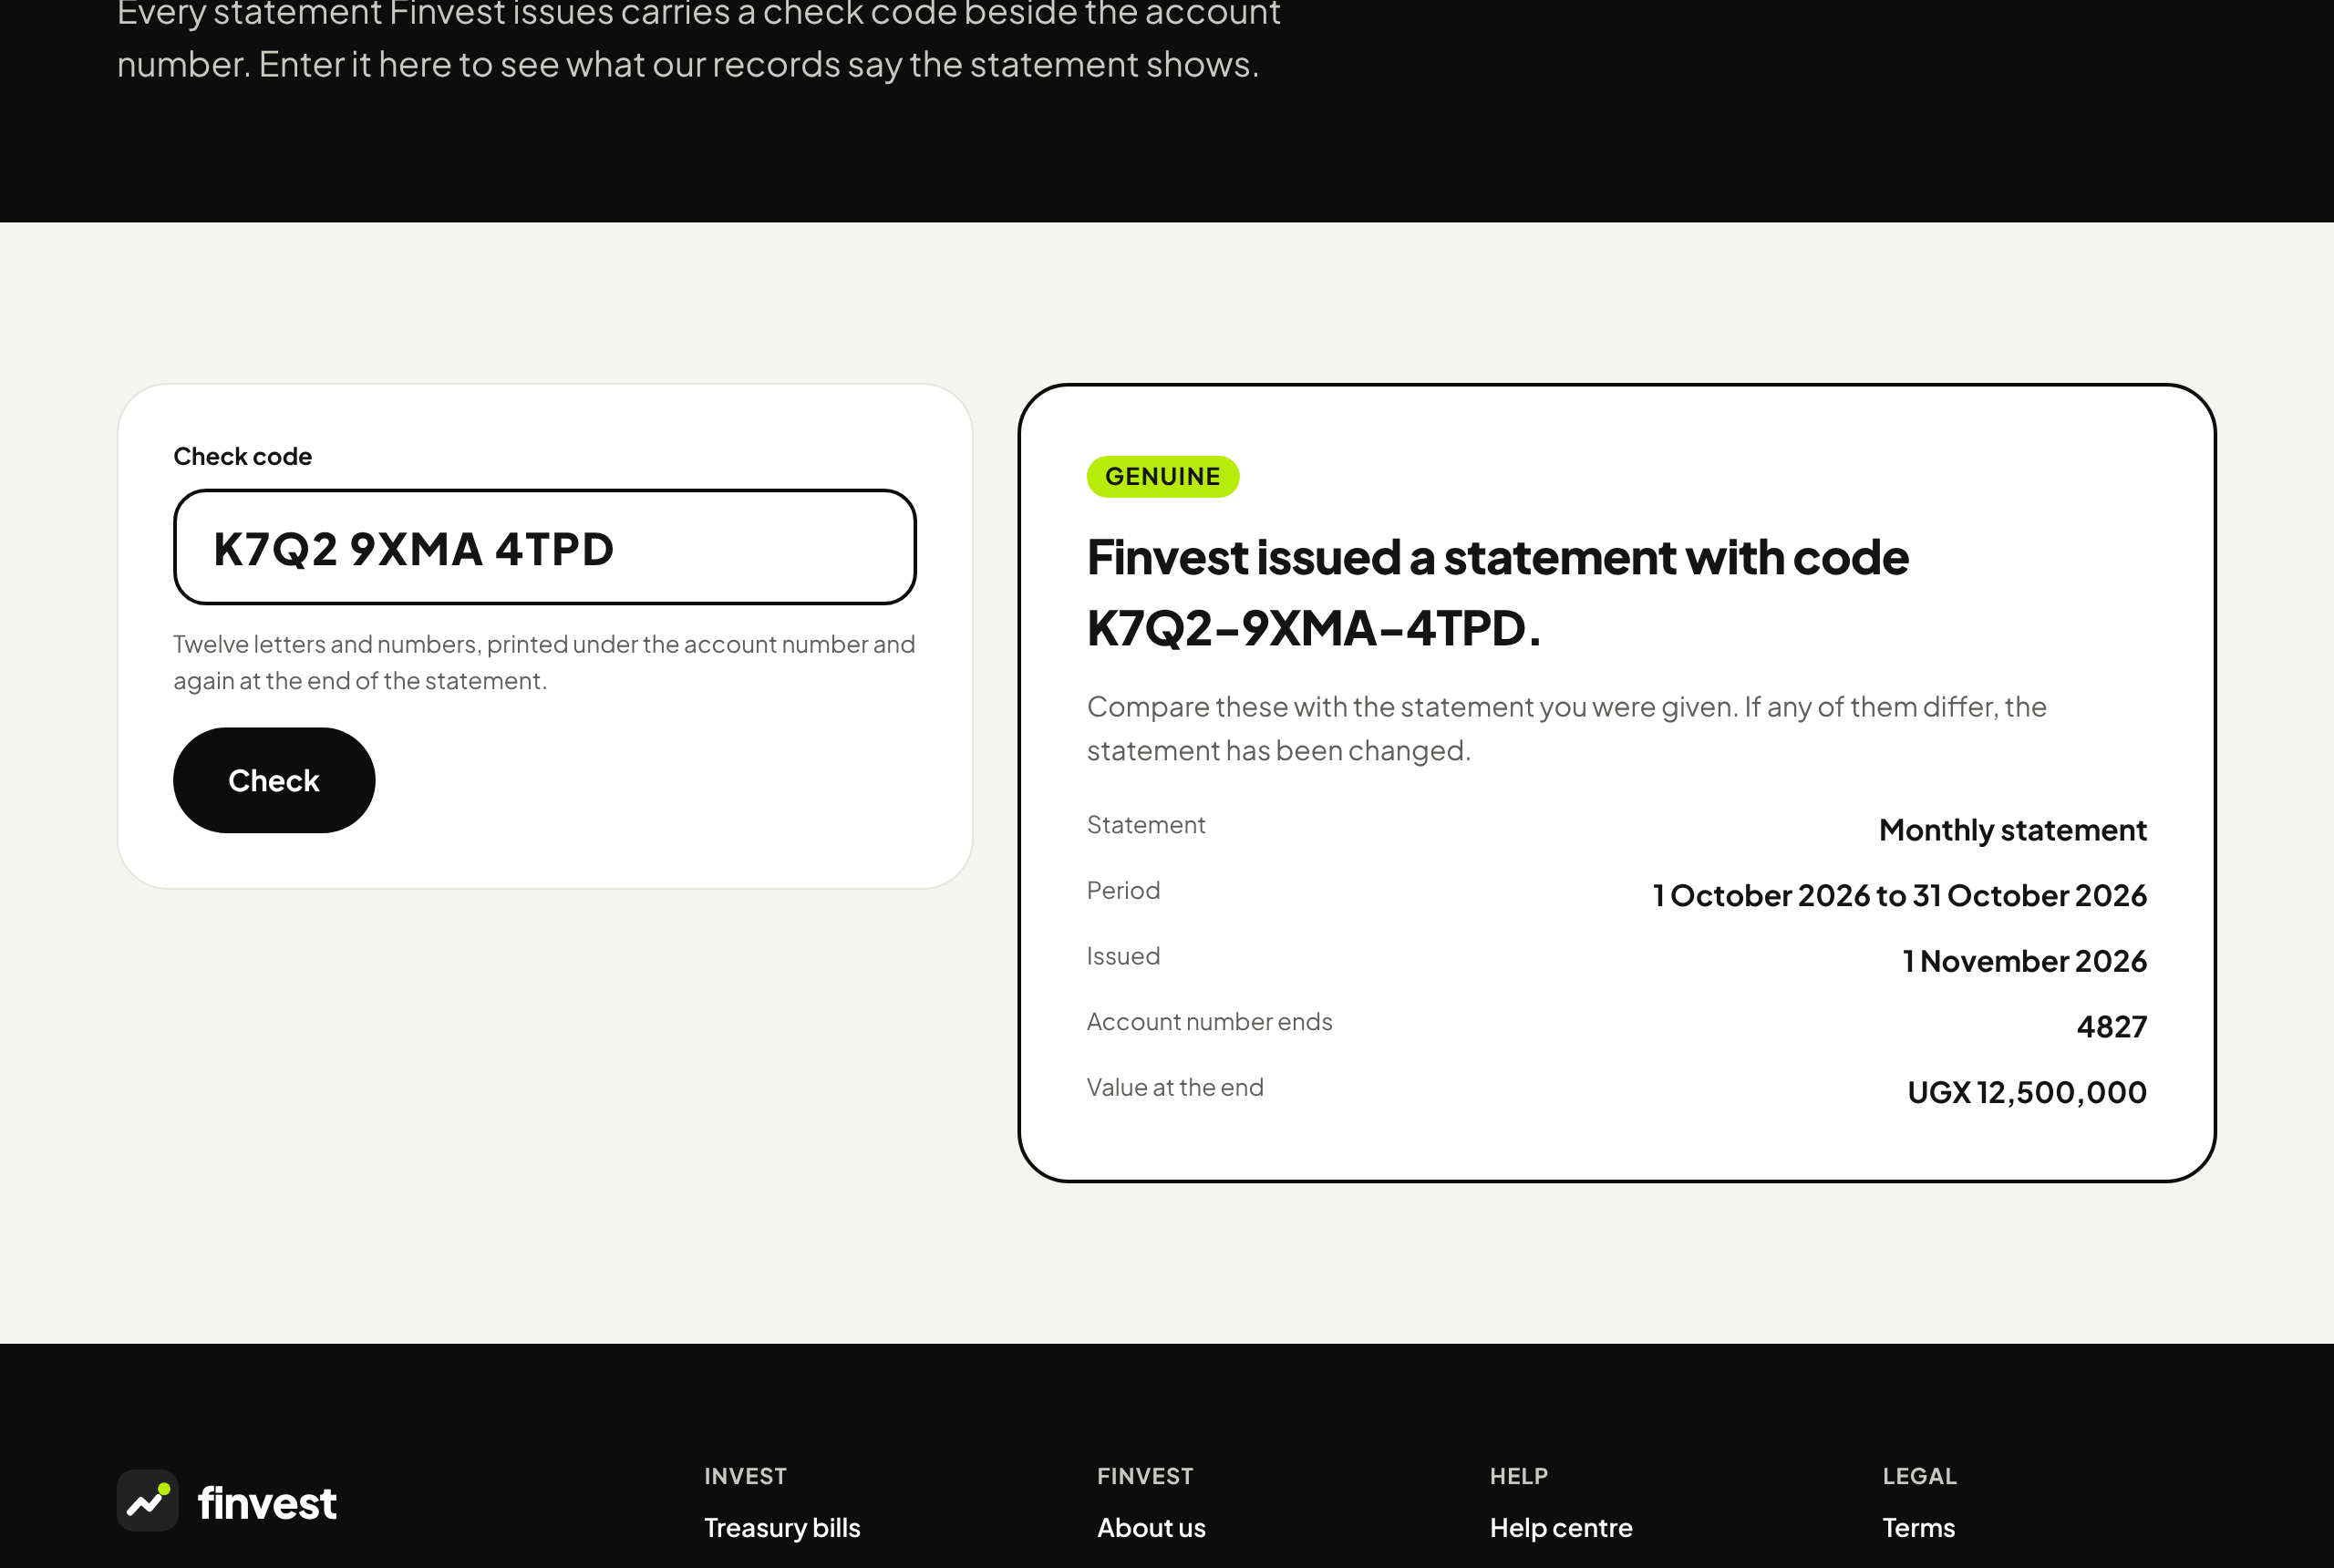 Every statement Finvest issues carries a check code beside the account
number. Enter it here to see what our records say the statement shows.
Check code
K7Q2 9XMA 4TPD
Twelve letters and numbers, printed under the account number and
again at the end of the statement.
Check
GENUINE
Finvest issued a statement with code
K7Q2-9XMA-4TPD.
Compare these with the statement you were given. If any of them differ, the
statement has been changed.
Statement Monthly statement
Period 1 October 2026 to 31 October 2026
Issued 1 November 2026
Account number ends 4827
Value at the end UGX 12,500,000
finvest
INVEST
Treasury bills
FINVEST
About us
HELP
Help centre
LEGAL
Terms